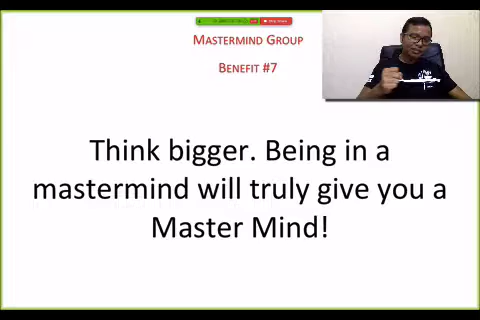 MASTERMIND GROUP
BENEFIT #7
Think bigger. Being in a
mastermind will truly give you a
Master Mind!